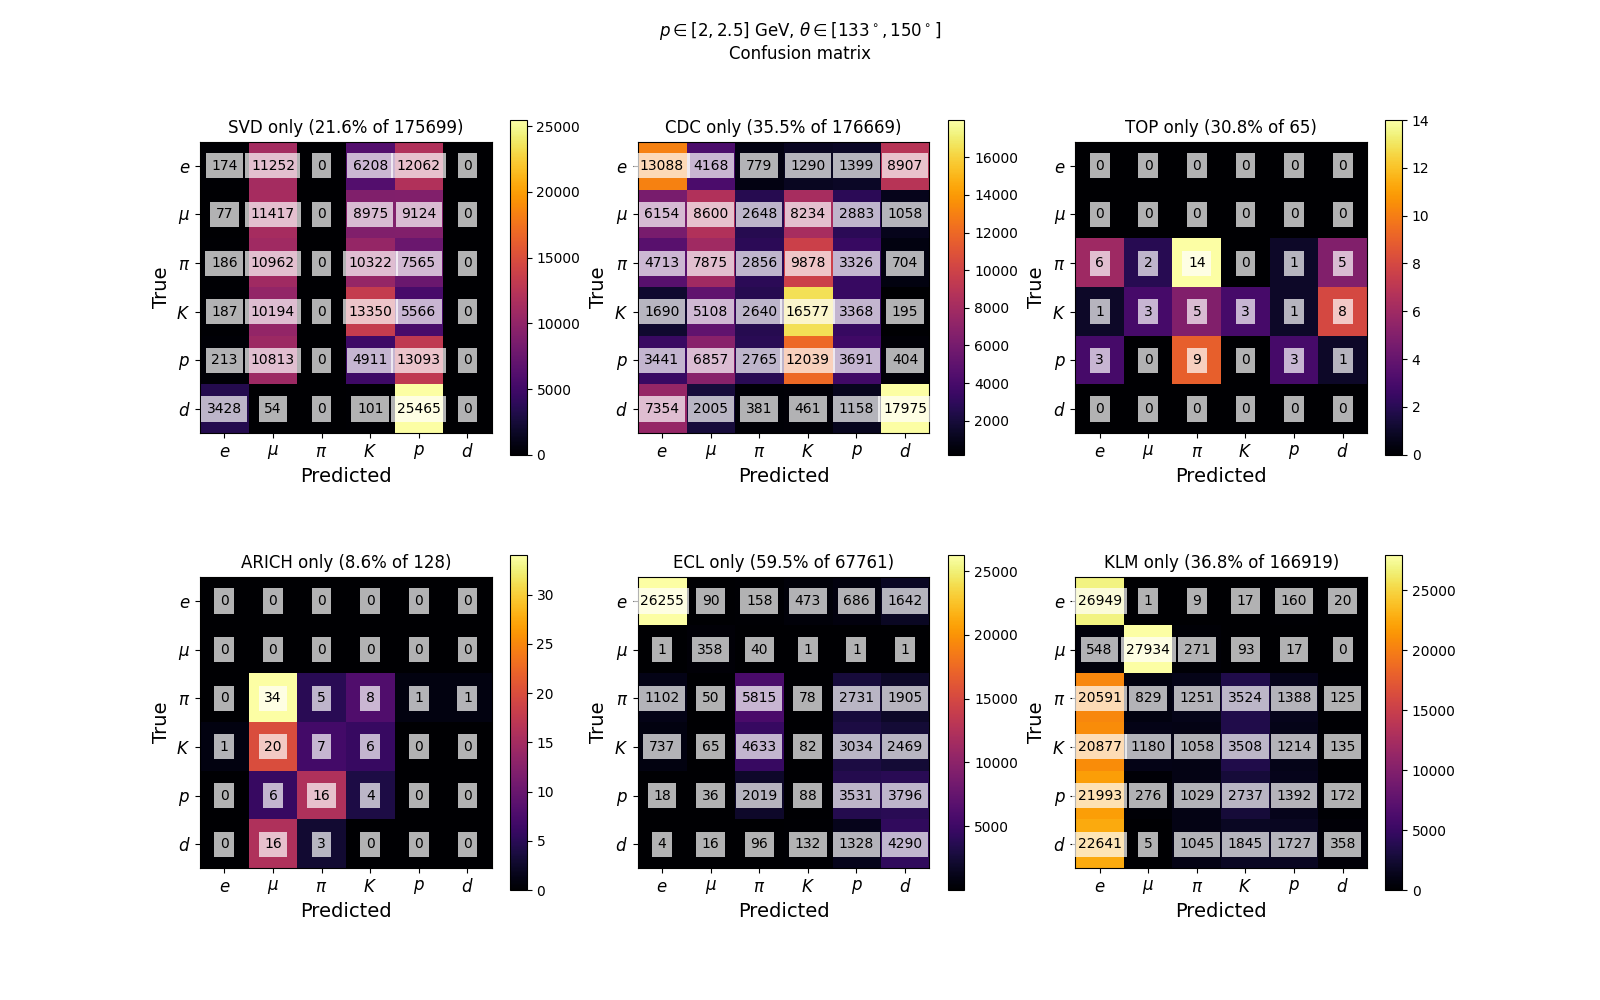 p ∈ [2, 2.5] GeV, θ ∈ [133°, 150°]
Confusion matrix
SVD only (21.6% of 175699)
e 174 11252 0 6208 12062 0
μ 77 11417 0 8975 9124 0
π 186 10962 0 10322 7565 0
K 187 10194 0 13350 5566 0
p 213 10813 0 4911 13093 0
d 3428 54 0 101 25465 0
e μ π K p d
True
Predicted
25000
20000
15000
10000
5000
0
CDC only (35.5% of 176669)
e 13088 4168 779 1290 1399 8907
μ 6154 8600 2648 8234 2883 1058
π 4713 7875 2856 9878 3326 704
K 1690 5108 2640 16577 3368 195
p 3441 6857 2765 12039 3691 404
d 7354 2005 381 461 1158 17975
e μ π K p d
True
Predicted
16000
14000
12000
10000
8000
6000
4000
2000
TOP only (30.8% of 65)
e 0 0 0 0 0 0
μ 0 0 0 0 0 0
π 6 2 14 0 1 5
K 1 3 5 3 1 8
p 3 0 9 0 3 1
d 0 0 0 0 0 0
e μ π K p d
True
Predicted
14
12
10
8
6
4
2
0
ARICH only (8.6% of 128)
e 0 0 0 0 0 0
μ 0 0 0 0 0 0
π 0 34 5 8 1 1
K 1 20 7 6 0 0
p 0 6 16 4 0 0
d 0 16 3 0 0 0
e μ π K p d
True
Predicted
30
25
20
15
10
5
0
ECL only (59.5% of 67761)
e 26255 90 158 473 686 1642
μ 1 358 40 1 1 1
π 1102 50 5815 78 2731 1905
K 737 65 4633 82 3034 2469
p 18 36 2019 88 3531 3796
d 4 16 96 132 1328 4290
e μ π K p d
True
Predicted
25000
20000
15000
10000
5000
KLM only (36.8% of 166919)
e 26949 1 9 17 160 20
μ 548 27934 271 93 17 0
π 20591 829 1251 3524 1388 125
K 20877 1180 1058 3508 1214 135
p 21993 276 1029 2737 1392 172
d 22641 5 1045 1845 1727 358
e μ π K p d
True
Predicted
25000
20000
15000
10000
5000
0